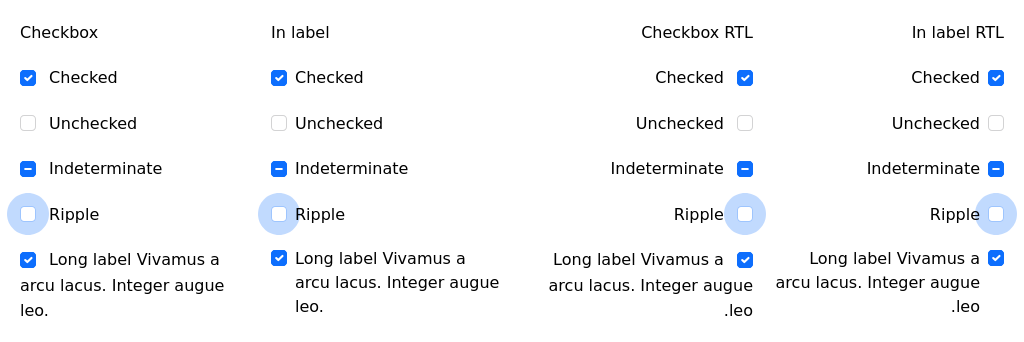 Checkbox
Checked
Unchecked
Indeterminate
Ripple
Long label Vivamus a
arcu lacus. Integer augue
leo.
In label
Checked
Unchecked
Indeterminate
Ripple
Long label Vivamus a
arcu lacus. Integer augue
leo.
Checkbox RTL
Checked
Unchecked
Indeterminate
Ripple
Long label Vivamus a
arcu lacus. Integer augue
.leo
In label RTL
Checked
Unchecked
Indeterminate
Ripple
Long label Vivamus a
arcu lacus. Integer augue
.leo